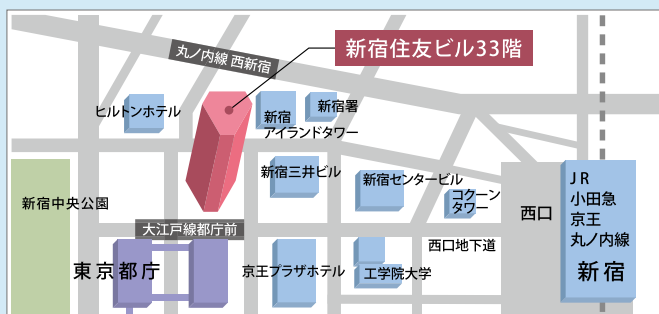 丸ノ内線 西新宿
新宿住友ビル33階
ヒルトンホテル
新宿
アイランドタワー
新宿署
新宿三井ビル
新宿センタービル
コクーン
タワー
新宿中央公園
大江戸線都庁前
東京都庁
京王プラザホテル
工学院大学
西口地下道
西口
JR
小田急
京王
丸ノ内線
新宿